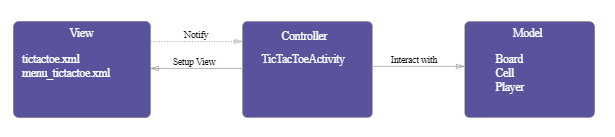 View
tictactoe.xml
menu_tictactoe.xml
Notify
Setup View
Controller
TicTacToeActivity
Interact with
Model
Board
Cell
Player